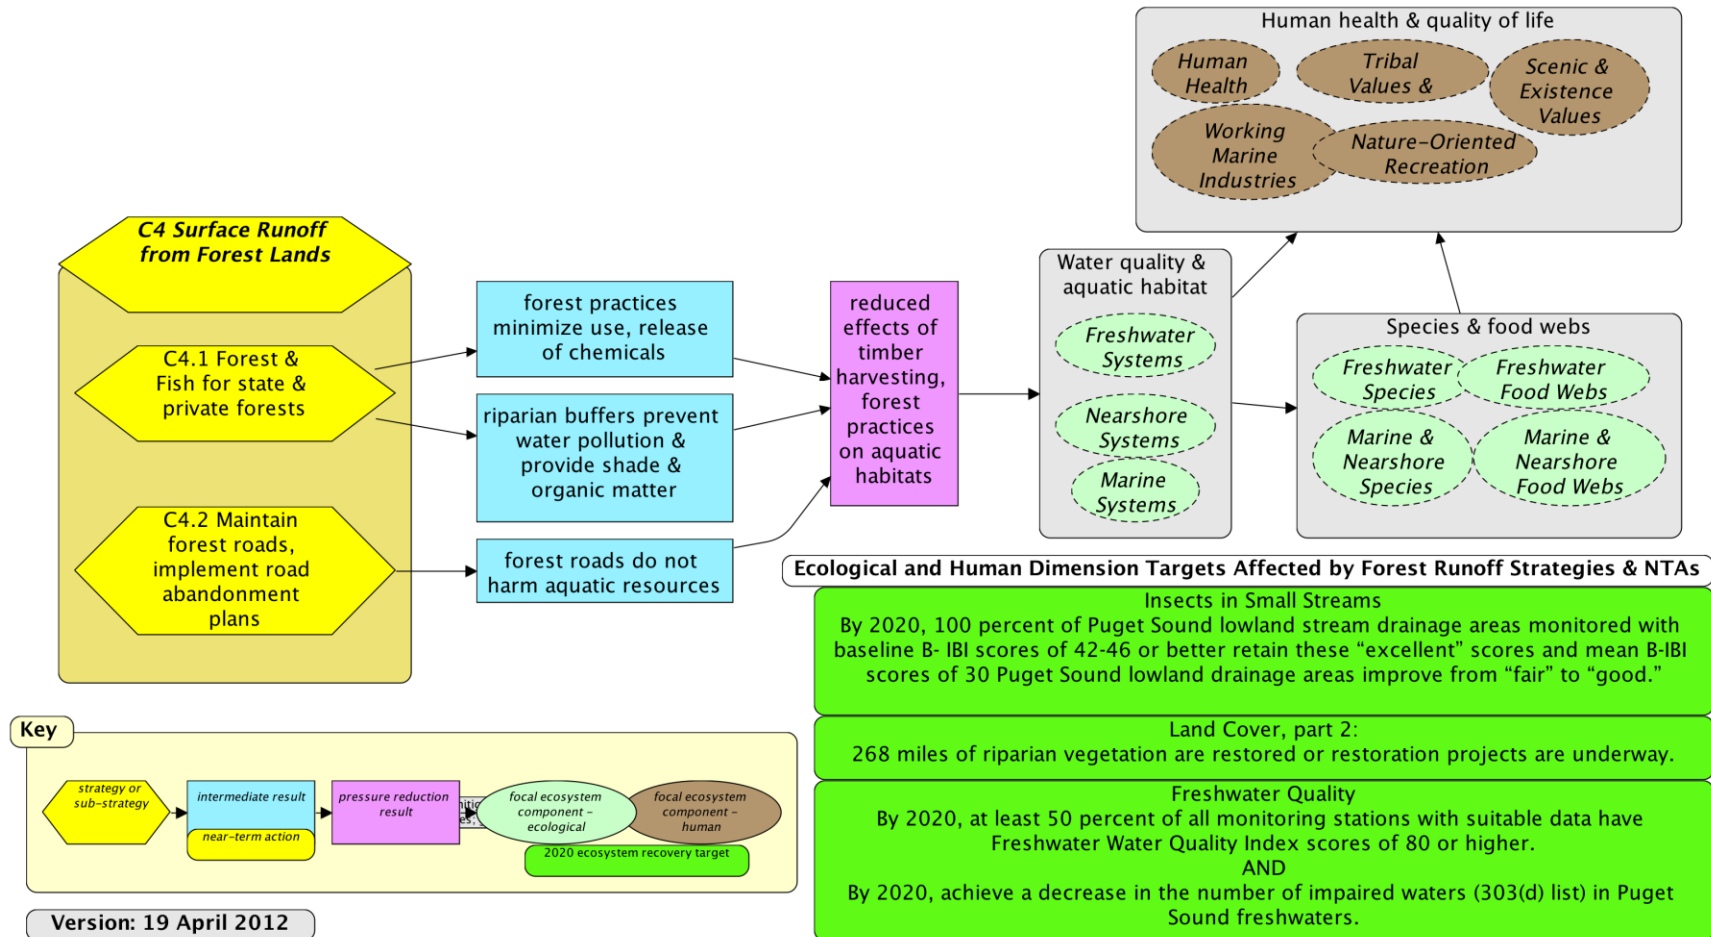 Human health & quality of life
Human
Health
Tribal
Values &
Scenic &
Existence
Values
Working
Marine
Industries
Nature-Oriented
Recreation
C4 Surface Runoff
from Forest Lands
C4.1 Forest &
Fish for state &
private forests
C4.2 Maintain
forest roads,
implement road
abandonment
plans
forest practices
minimize use, release
of chemicals
riparian buffers prevent
water pollution &
provide shade &
organic matter
forest roads do not
harm aquatic resources
reduced
effects of
timber
harvesting,
forest
practices
on aquatic
habitats
Water quality &
aquatic habitat
Freshwater
Systems
Nearshore
Systems
Marine
Systems
Species & food webs
Freshwater
Species
Freshwater
Food Webs
Marine &
Nearshore
Species
Marine &
Nearshore
Food Webs
Ecological and Human Dimension Targets Affected by Forest Runoff Strategies & NTAs
Insects in Small Streams
By 2020, 100 percent of Puget Sound lowland stream drainage areas monitored with
baseline B- IBI scores of 42-46 or better retain these “excellent” scores and mean B-IBI
scores of 30 Puget Sound lowland drainage areas improve from “fair” to “good.”
Land Cover, part 2:
268 miles of riparian vegetation are restored or restoration projects are underway.
Freshwater Quality
By 2020, at least 50 percent of all monitoring stations with suitable data have
Freshwater Water Quality Index scores of 80 or higher.
AND
By 2020, achieve a decrease in the number of impaired waters (303(d) list) in Puget
Sound freshwaters.
Key
strategy or
sub-strategy
intermediate result
near-term action
pressure reduction
result
focal ecosystem
component –
ecological
focal ecosystem
component –
human
2020 ecosystem recovery target
Version: 19 April 2012